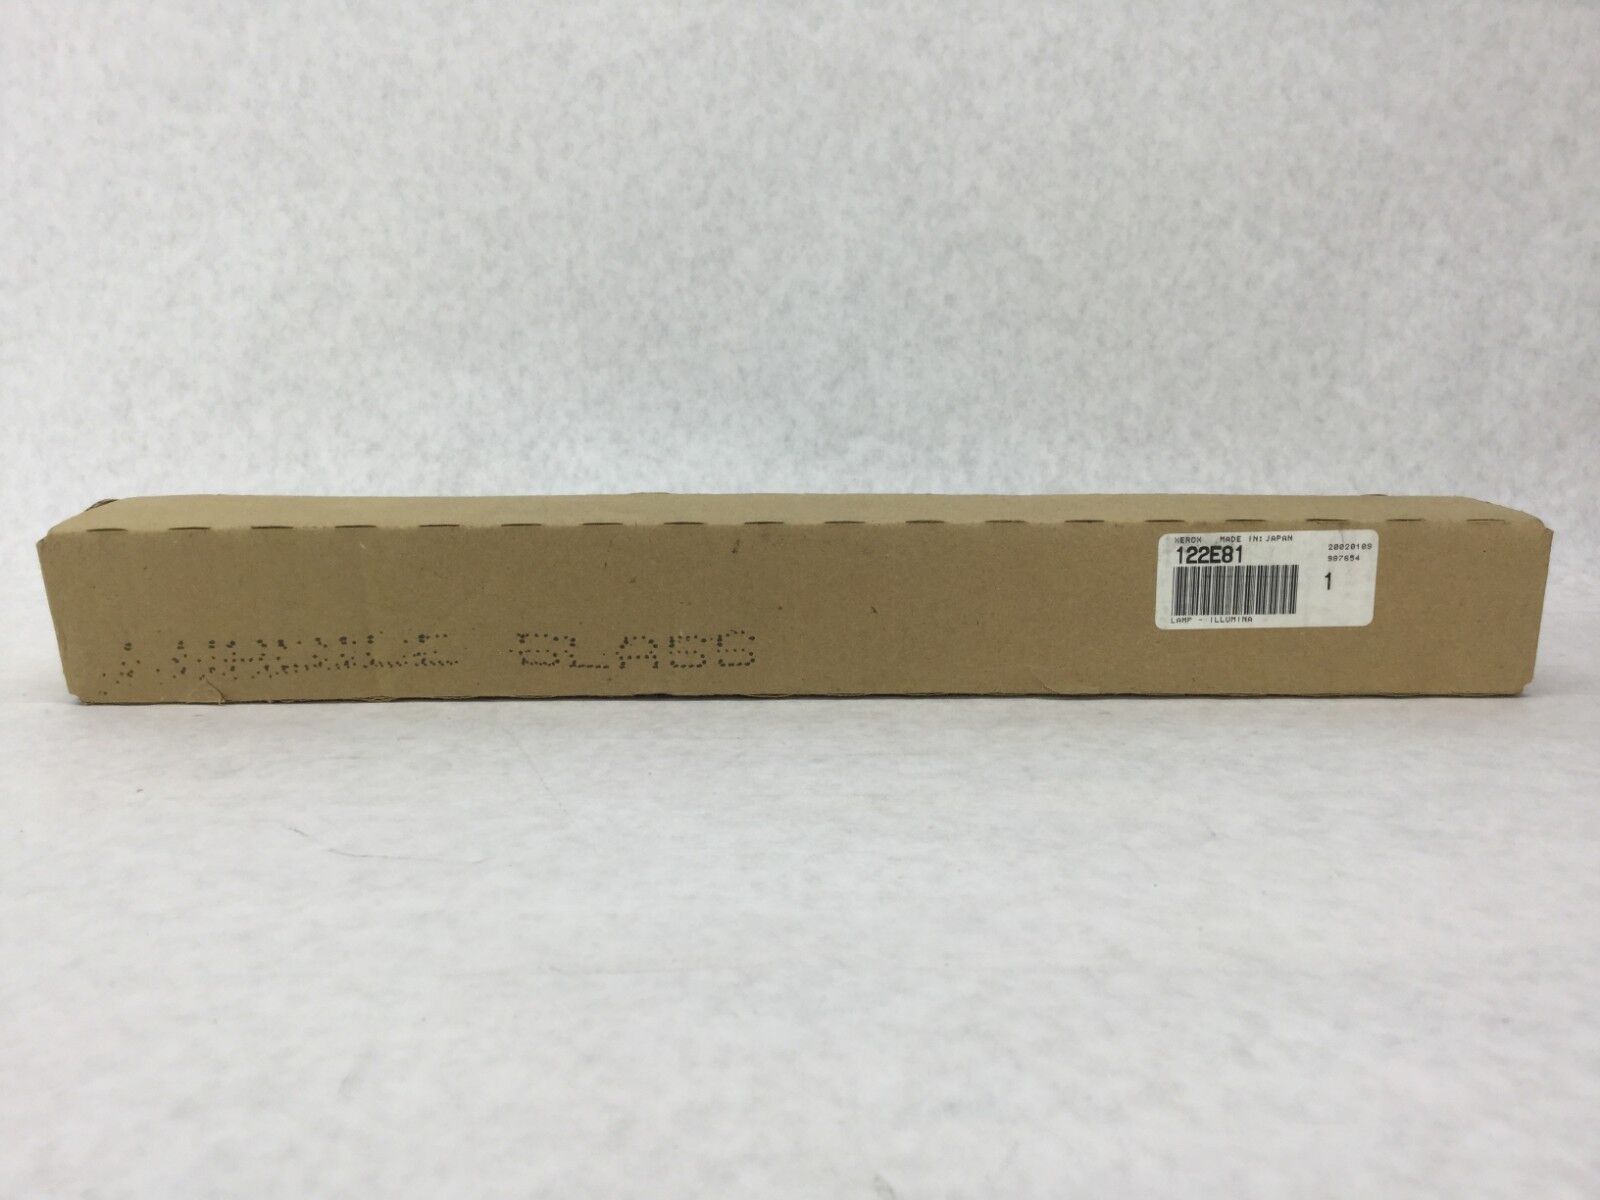 XEROX MADE IN:JAPAN
122E81
20020109
987654
1
LAMP - ILLUMINA
GLASS